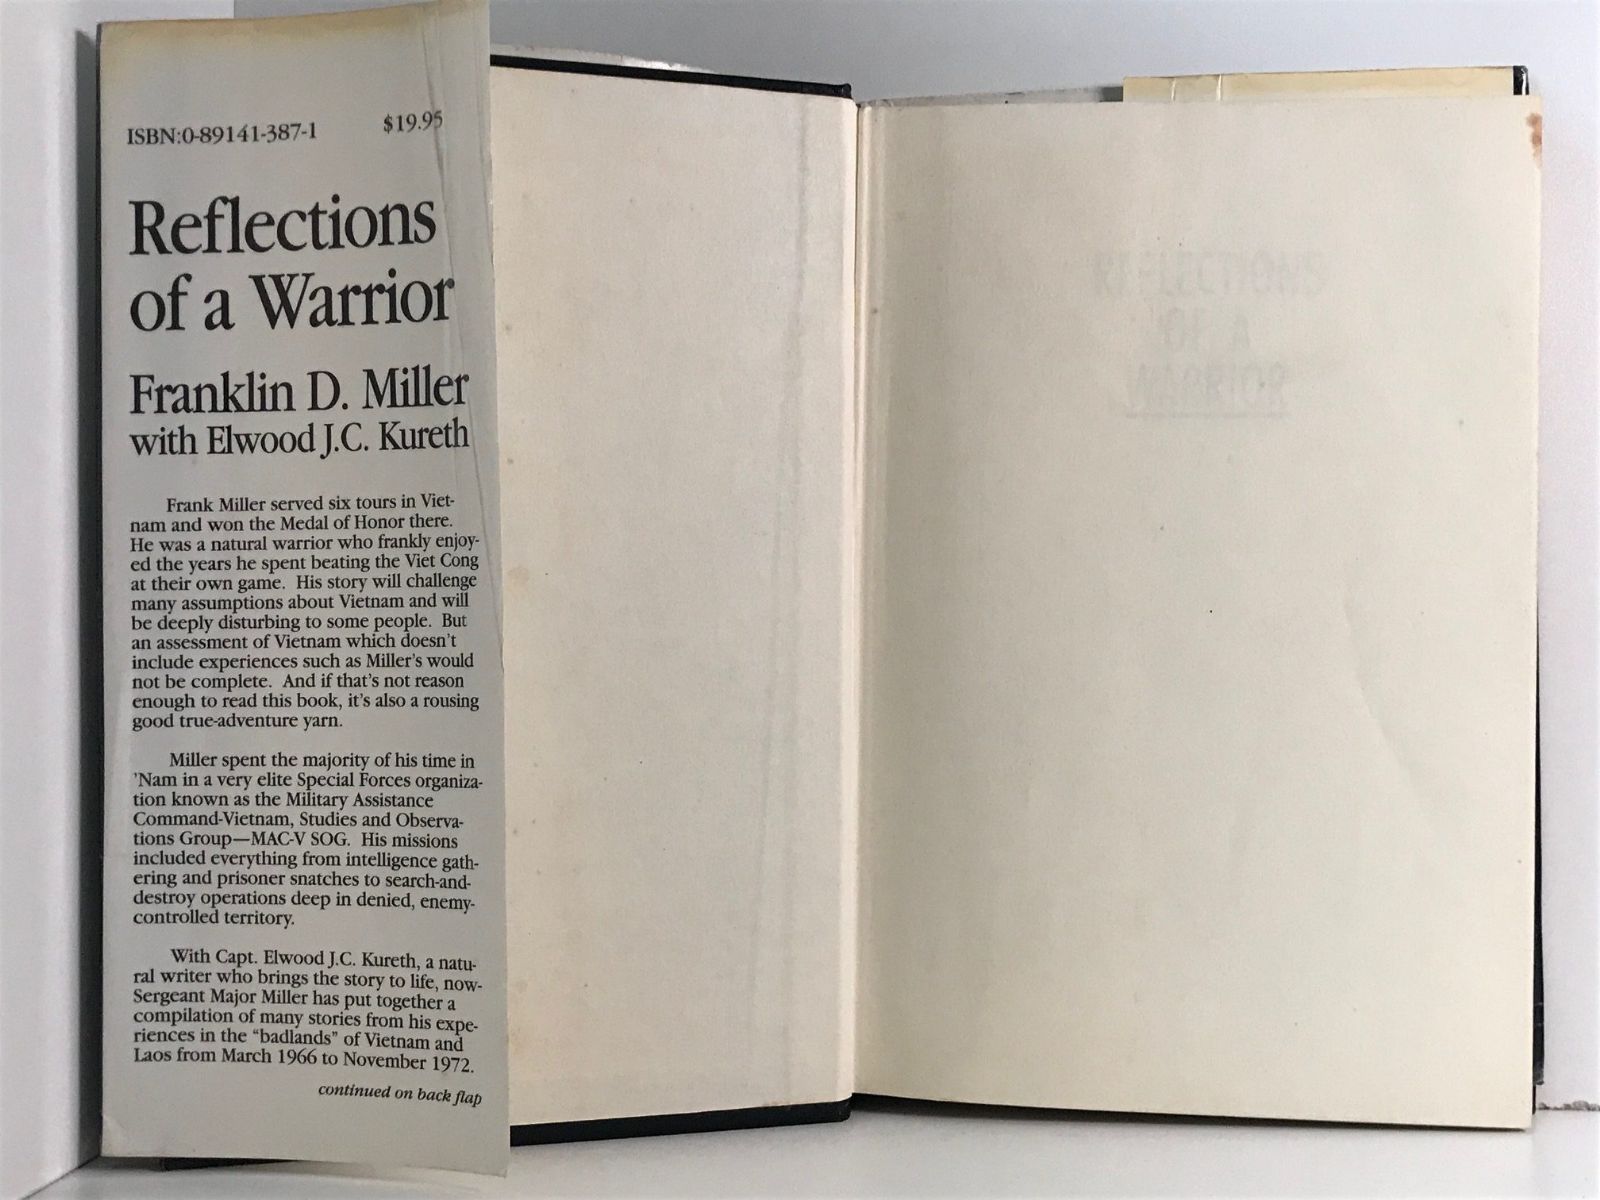 ISBN:0-89141-387-1 $19.95
Reflections
of a Warrior
Franklin D. Miller
with Elwood J.C. Kureth
Frank Miller served six tours in Viet-
nam and won the Medal of Honor there.
He was a natural warrior who frankly enjoy-
ed the years he spent beating the Viet Cong
at their own game. His story will challenge
many assumptions about Vietnam and will
be deeply disturbing to some people. But
an assessment of Vietnam which doesn't
include experiences such as Miller's would
not be complete. And if that's not reason
enough to read this book, it's also a rousing
good true-adventure yarn.
Miller spent the majority of his time in
'Nam in a very elite Special Forces organiza-
tion known as the Military Assistance
Command-Vietnam, Studies and Observa-
tions Group—MAC-V SOG. His missions
included everything from intelligence gath-
ering and prisoner snatches to search-and-
destroy operations deep in denied, enemy-
controlled territory.
With Capt. Elwood J.C. Kureth, a natu-
ral writer who brings the story to life, now-
Sergeant Major Miller has put together a
compilation of many stories from his expe-
riences in the "badlands" of Vietnam and
Laos from March 1966 to November 1972.
continued on back flap
REFLECTIONS
OF A
WARRIOR